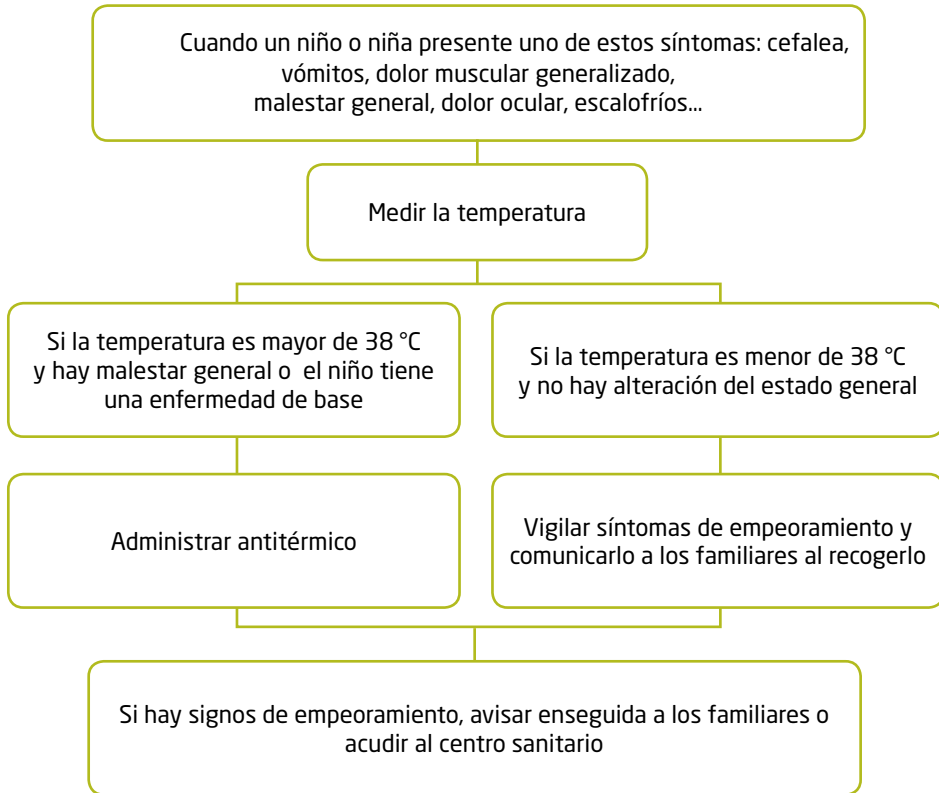 Cuando un niño o niña presente uno de estos síntomas: cefalea,
vómitos, dolor muscular generalizado,
malestar general, dolor ocular, escalofríos...
Medir la temperatura
Si la temperatura es mayor de 38 °C
y hay malestar general o el niño tiene
una enfermedad de base
Si la temperatura es menor de 38 °C
y no hay alteración del estado general
Administrar antitérmico
Vigilar síntomas de empeoramiento y
comunicarlo a los familiares al recogerlo
Si hay signos de empeoramiento, avisar enseguida a los familiares o
acudir al centro sanitario